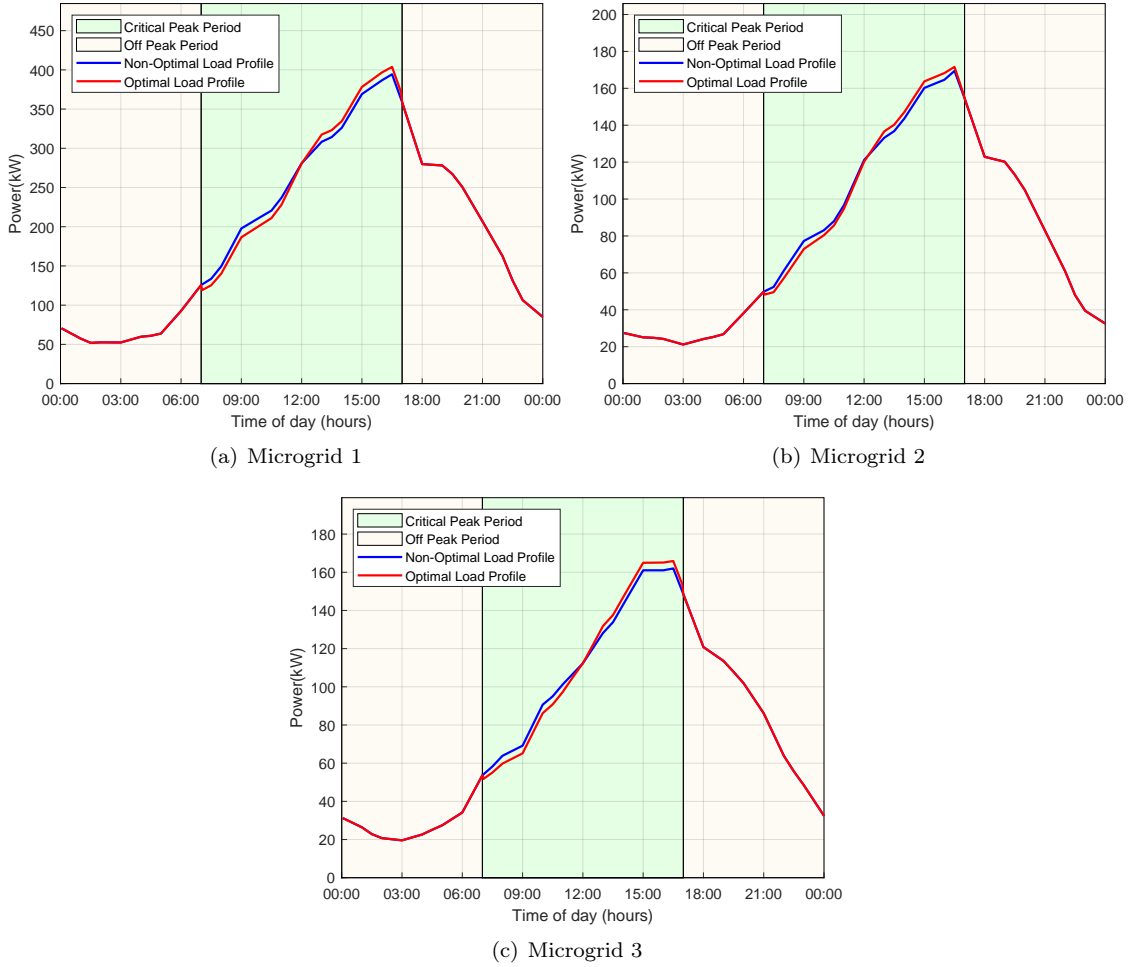 Critical Peak Period
Off Peak Period
Non-Optimal Load Profile
Optimal Load Profile
450
400
350
300
250
200
150
100
50
0
Power(kW)
00:00 03:00 06:00 09:00 12:00 15:00 18:00 21:00 00:00
Time of day (hours)
(a) Microgrid 1
Critical Peak Period
Off Peak Period
Non-Optimal Load Profile
Optimal Load Profile
200
180
160
140
120
100
80
60
40
20
0
Power(kW)
00:00 03:00 06:00 09:00 12:00 15:00 18:00 21:00 00:00
Time of day (hours)
(b) Microgrid 2
Critical Peak Period
Off Peak Period
Non-Optimal Load Profile
Optimal Load Profile
180
160
140
120
100
80
60
40
20
0
Power(kW)
00:00 03:00 06:00 09:00 12:00 15:00 18:00 21:00 00:00
Time of day (hours)
(c) Microgrid 3